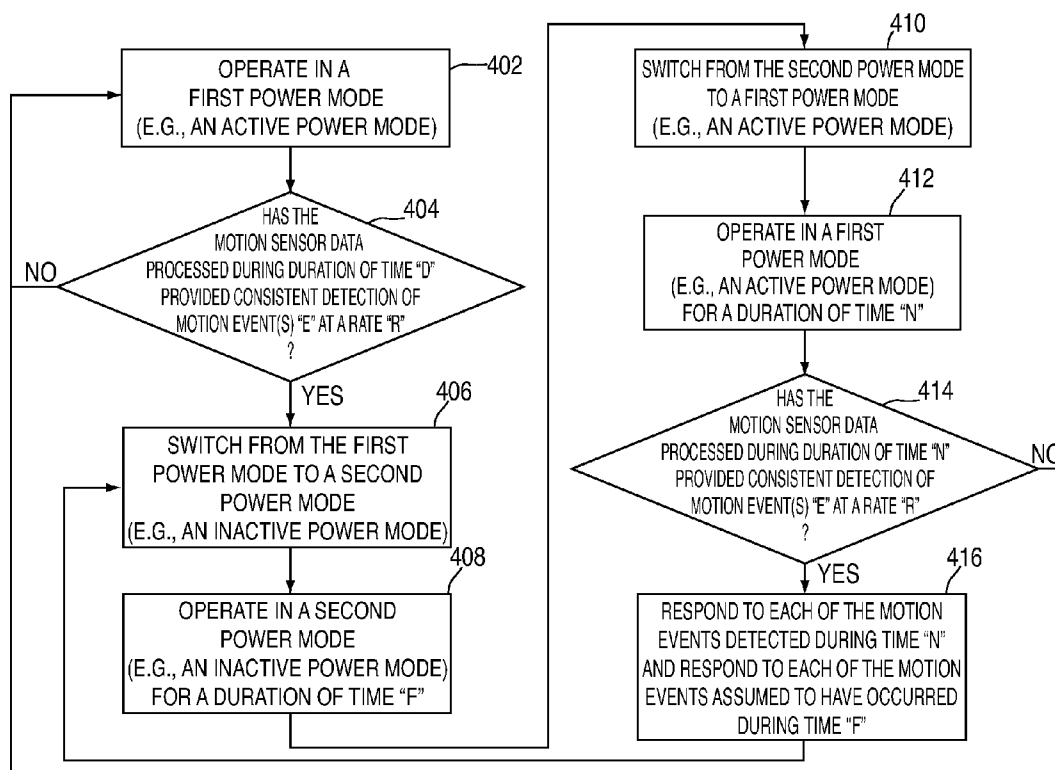 402
OPERATE IN A
FIRST POWER MODE
(E.G., AN ACTIVE POWER MODE)
404
HAS THE
MOTION SENSOR DATA
PROCESSED DURING DURATION OF TIME "D"
PROVIDED CONSISTENT DETECTION OF
MOTION EVENT(S) "E" AT A RATE "R"
?
NO
YES
406
SWITCH FROM THE FIRST
POWER MODE TO A SECOND
POWER MODE
(E.G., AN INACTIVE POWER MODE)
408
OPERATE IN A SECOND
POWER MODE
(E.G., AN INACTIVE POWER MODE)
FOR A DURATION OF TIME "F"
410
SWITCH FROM THE SECOND POWER MODE
TO A FIRST POWER MODE
(E.G., AN ACTIVE POWER MODE)
412
OPERATE IN A FIRST
POWER MODE
(E.G., AN ACTIVE POWER MODE)
FOR A DURATION OF TIME "N"
414
HAS THE
MOTION SENSOR DATA
PROCESSED DURING DURATION OF TIME "N"
PROVIDED CONSISTENT DETECTION OF
MOTION EVENT(S) "E" AT A RATE "R"
?
NO
YES
416
RESPOND TO EACH OF THE MOTION
EVENTS DETECTED DURING TIME "N"
AND RESPOND TO EACH OF THE MOTION
EVENTS ASSUMED TO HAVE OCCURRED
DURING TIME "F"